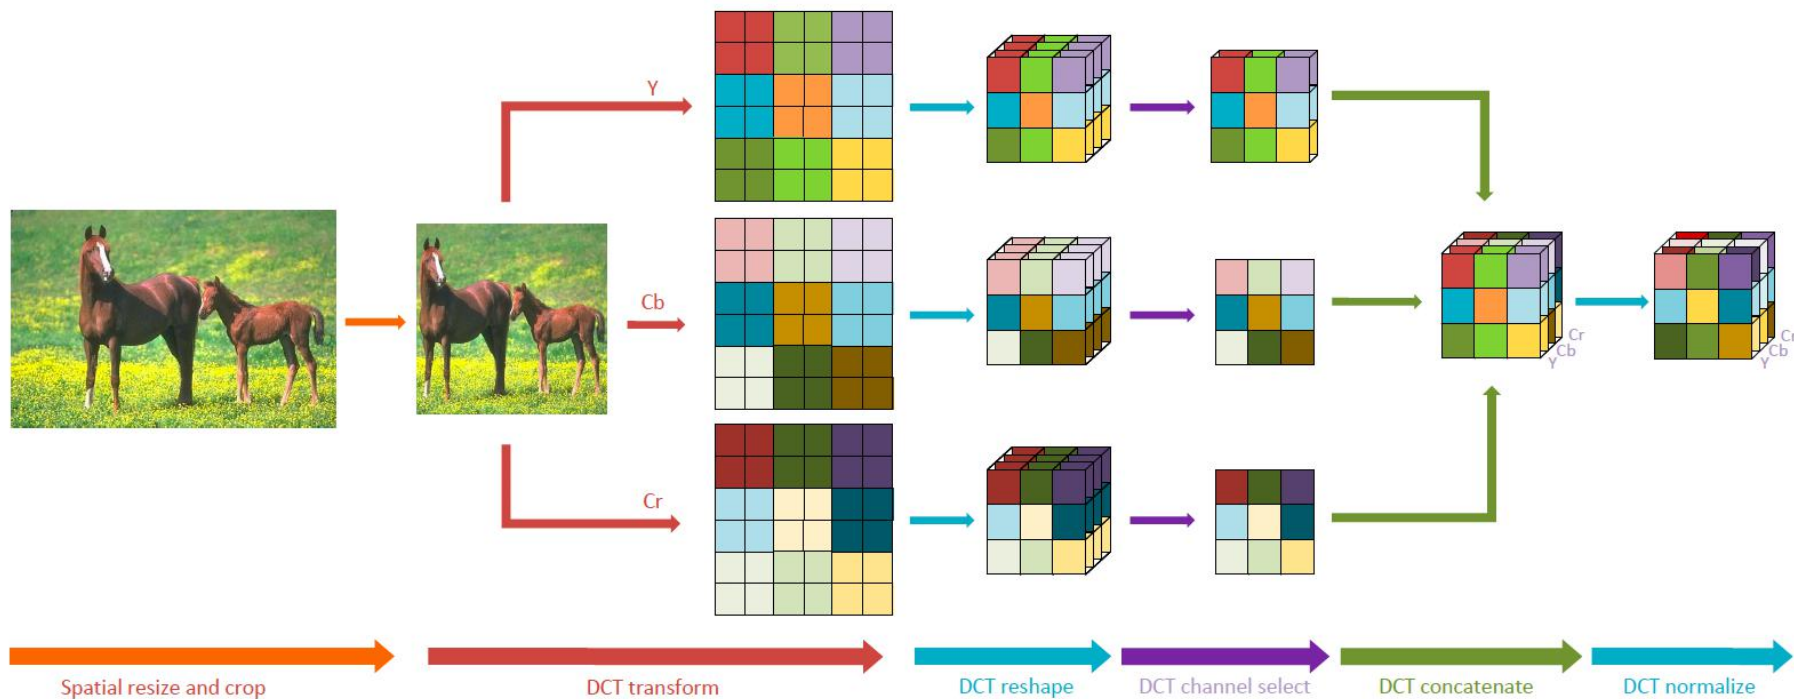 Y
Cb
Cr
Cr
Cb
Y
Cr
Cb
Y
Spatial resize and crop
DCT transform
DCT reshape
DCT channel select
DCT concatenate
DCT normalize